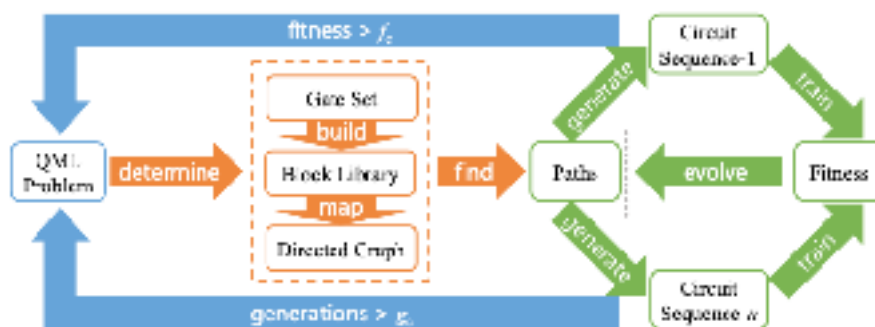 fitness > f_c
Circuit
Sequence-1
generate
train
Gate Set
build
QML
Problem
determine
Block Library
find
Paths
evolve
Fitness
map
Directed Graph
generate
train
generations >
Circuit
Sequence